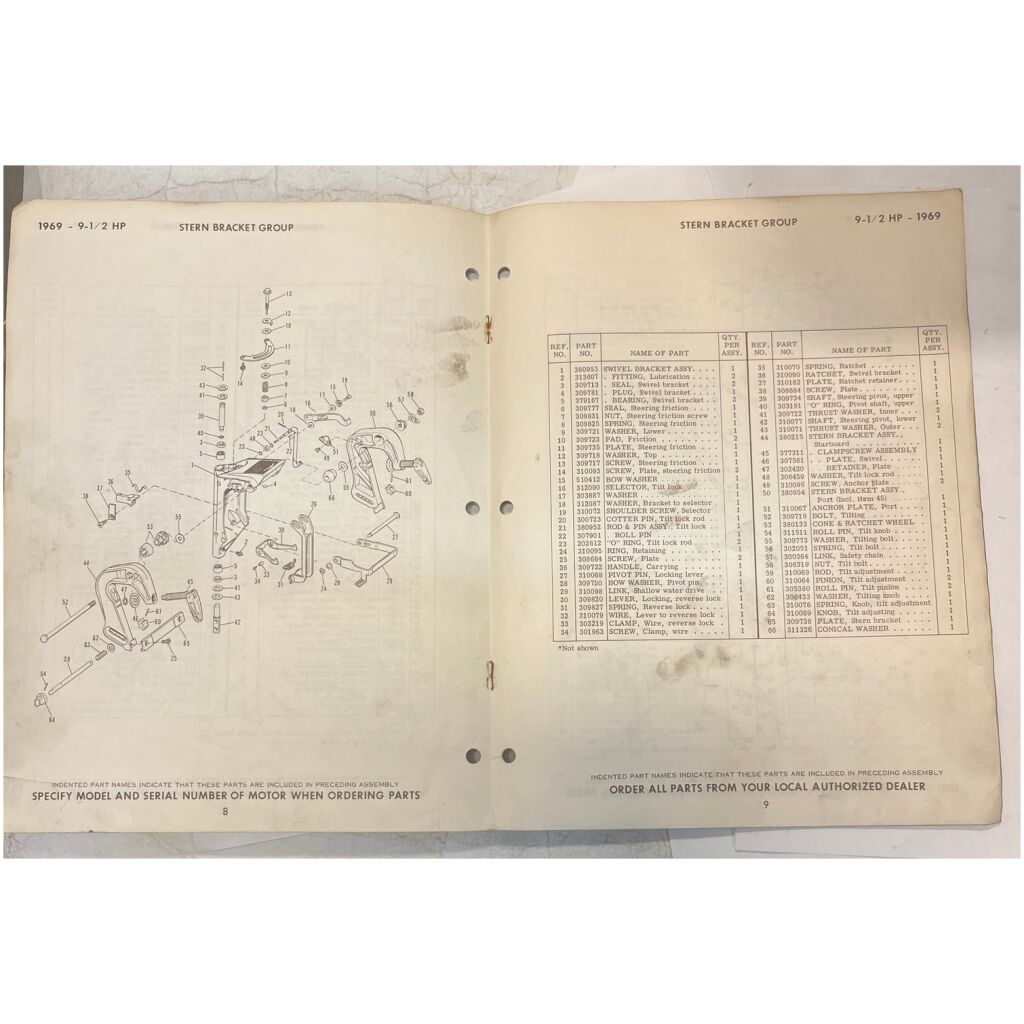 1969 - 9-1/2 HP STERN BRACKET GROUP
INDENTED PART NAMES INDICATE THAT THESE PARTS ARE INCLUDED IN PRECEDING ASSEMBLY
SPECIFY MODEL AND SERIAL NUMBER OF MOTOR WHEN ORDERING PARTS
8
STERN BRACKET GROUP 9-1/2 HP - 1969
REF. NO. PART NO. NAME OF PART QTY. PER ASSY.
1 380953 SWIVEL BRACKET ASSY. . . . 1
2 313607 . FITTING, Lubrication . . . . 2
3 309713 . SEAL, Swivel bracket . . . . 2
4 309781 . PLUG, Swivel bracket . . . . 1
5 379167 . BEARING, Swivel bracket . . 2
6 309777 SEAL, Steering friction . . . . 1
7 309831 NUT, Steering friction screw . 1
8 309825 SPRING, Steering friction . . . 1
9 309721 WASHER, Lower . . . . . . . . 1
10 309723 PAD, Friction . . . . . . . . . 2
11 309735 PLATE, Steering friction . . . . 1
12 309718 WASHER, Top . . . . . . . . . 1
13 309717 SCREW, Steering friction . . . . 1
14 310093 SCREW, Plate, steering friction 2
15 510412 BOW WASHER . . . . . . . . . 1
16 312090 SELECTOR, Tilt lock . . . . . 1
17 303887 WASHER . . . . . . . . . . . . 1
18 312087 WASHER, Bracket to selector . 1
19 310072 SHOULDER SCREW, Selector . 1
20 300723 COTTER PIN, Tilt lock rod . . 1
21 380952 ROD & PIN ASSY., Tilt lock . . 1
22 307901 . ROLL PIN . . . . . . . . . . 1
23 202612 "O" RING, Tilt lock rod . . . . 2
24 310095 RING, Retaining . . . . . . . . 1
25 308684 SCREW, Plate . . . . . . . . . 2
26 309732 HANDLE, Carrying . . . . . . . 1
27 310068 PIVOT PIN, Locking lever . . . 1
28 309750 BOW WASHER, Pivot pin . . . . 1
29 310098 LINK, Shallow water drive . . 1
30 309820 LEVER, Locking, reverse lock 1
31 309837 SPRING, Reverse lock . . . . . 1
32 310079 WIRE, Lever to reverse lock . 1
33 303219 CLAMP, Wire, reverse lock . . 1
34 301963 SCREW, Clamp, wire . . . . . 1
*Not shown
REF. NO. PART NO. NAME OF PART QTY. PER ASSY.
35 310070 SPRING, Ratchet . . . . . . . . 1
36 310090 RATCHET, Swivel bracket . . . 1
37 310182 PLATE, Ratchet retainer . . . . 1
38 308684 SCREW, Plate . . . . . . . . . 2
39 309734 SHAFT, Steering pivot, upper 1
40 303191 "O" RING, Pivot shaft, upper 1
41 309722 THRUST WASHER, Inner . . . 2
42 310077 SHAFT, Steering pivot, lower 1
43 310071 THRUST WASHER, Outer . . . 2
44 380215 STERN BRACKET ASSY.,
Starboard . . . . . . . . . . . 1
45 377311 . CLAMPSCREW ASSEMBLY 1
46 307561 . . PLATE, Swivel . . . . . . 1
47 302420 . . RETAINER, Plate . . . . . 1
48 306459 WASHER, Tilt lock rod . . . . 1
49 310096 SCREW, Anchor plate . . . . . 2
50 380954 STERN BRACKET ASSY.,
Port (Incl, item 45) . . . . . 1
51 310067 ANCHOR PLATE, Port . . . . 1
52 309719 BOLT, Tilting . . . . . . . . . 1
53 380133 CONE & RATCHET WHEEL . . 1
54 311511 ROLL PIN, Tilt knob . . . . . 1
55 309773 WASHER, Tilting bolt . . . . .
56 302051 SPRING, Tilt bolt . . . . . . . 1
57 300364 LINK, Safety chain . . . . . . 1
58 306319 NUT, Tilt bolt . . . . . . . . . 1
59 310069 ROD, Tilt adjustment . . . . . 1
60 310064 PINION, Tilt adjustment . . . 2
61 305380 ROLL PIN, Tilt pinion . . . . 2
62 306433 WASHER, Tilting knob . . . . 1
63 310076 SPRING, Knob, tilt adjustment 1
64 310089 KNOB, Tilt adjusting . . . . . 1
65 309738 PLATE, Stern bracket . . . . . 1
66 311326 CONICAL WASHER . . . . . . 1
INDENTED PART NAMES INDICATE THAT THESE PARTS ARE INCLUDED IN PRECEDING ASSEMBLY
ORDER ALL PARTS FROM YOUR LOCAL AUTHORIZED DEALER
9